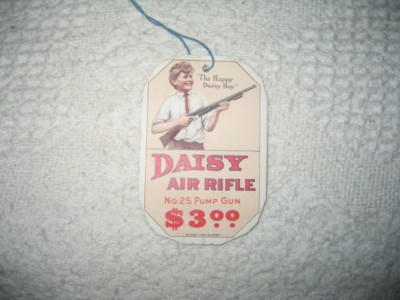 "The Happy
Daisy Boy"
DAISY
AIR RIFLE
No. 25 PUMP GUN
$3.00